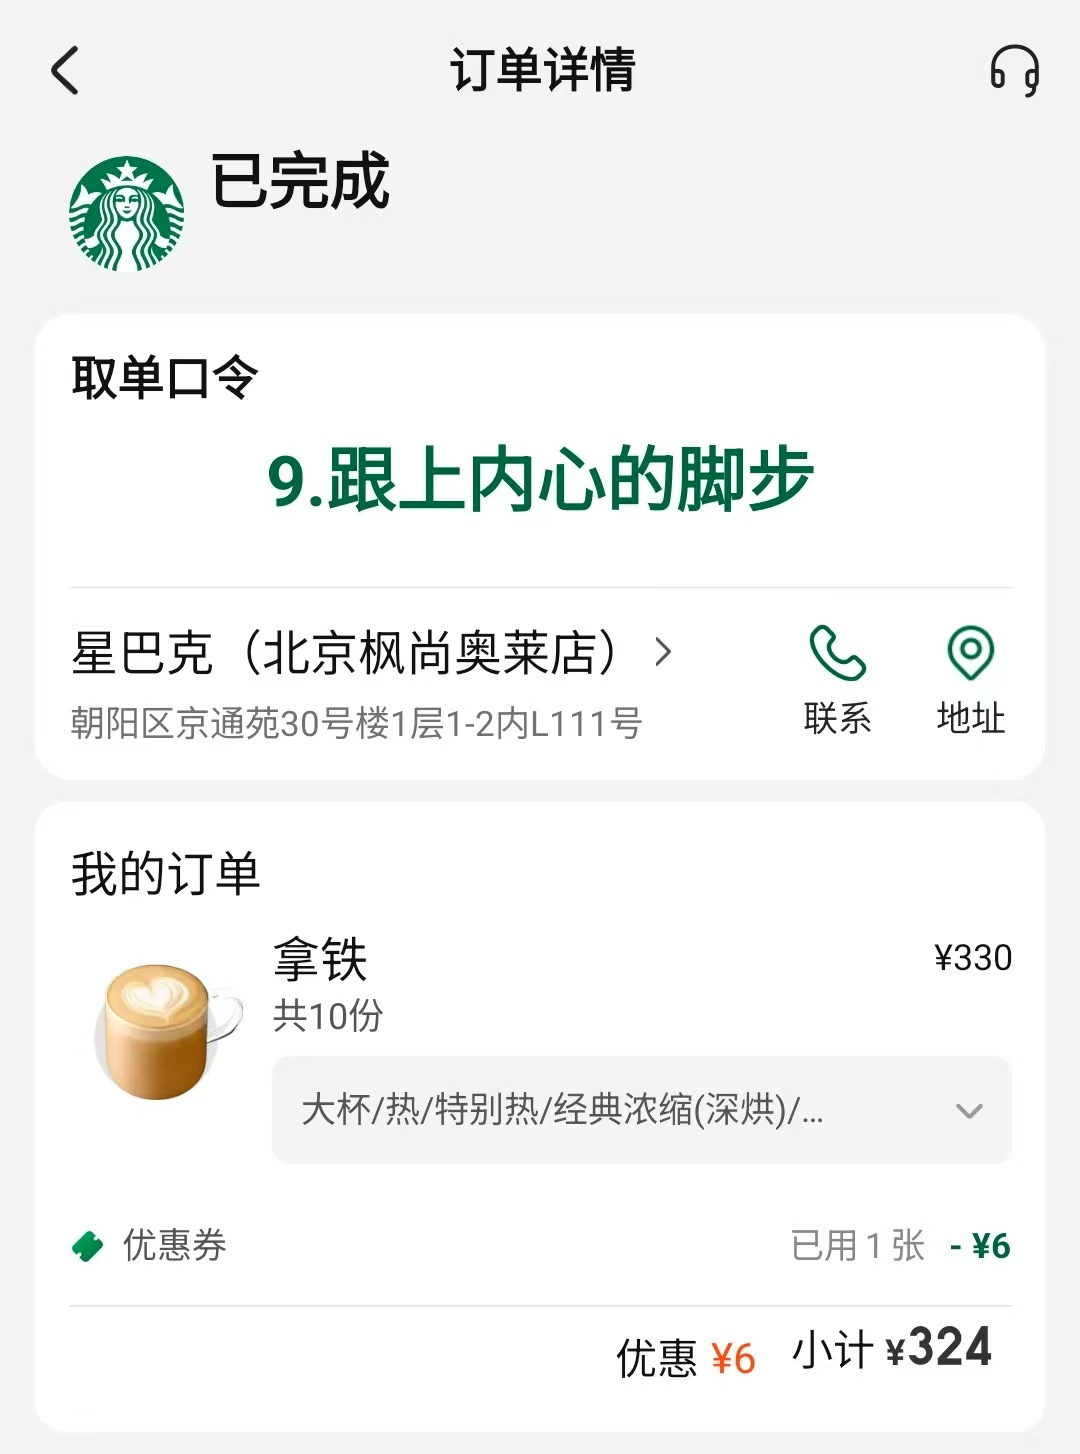 订单详情
已完成
取单口令
9.跟上内心的脚步
星巴克（北京枫尚奥莱店）
朝阳区京通苑30号楼1层1-2内L111号
联系 地址
我的订单
拿铁 ¥330
共10份
大杯/热/特别热/经典浓缩(深烘)/...
优惠券 已用 1 张 - ¥6
优惠 ¥6 小计 ¥324